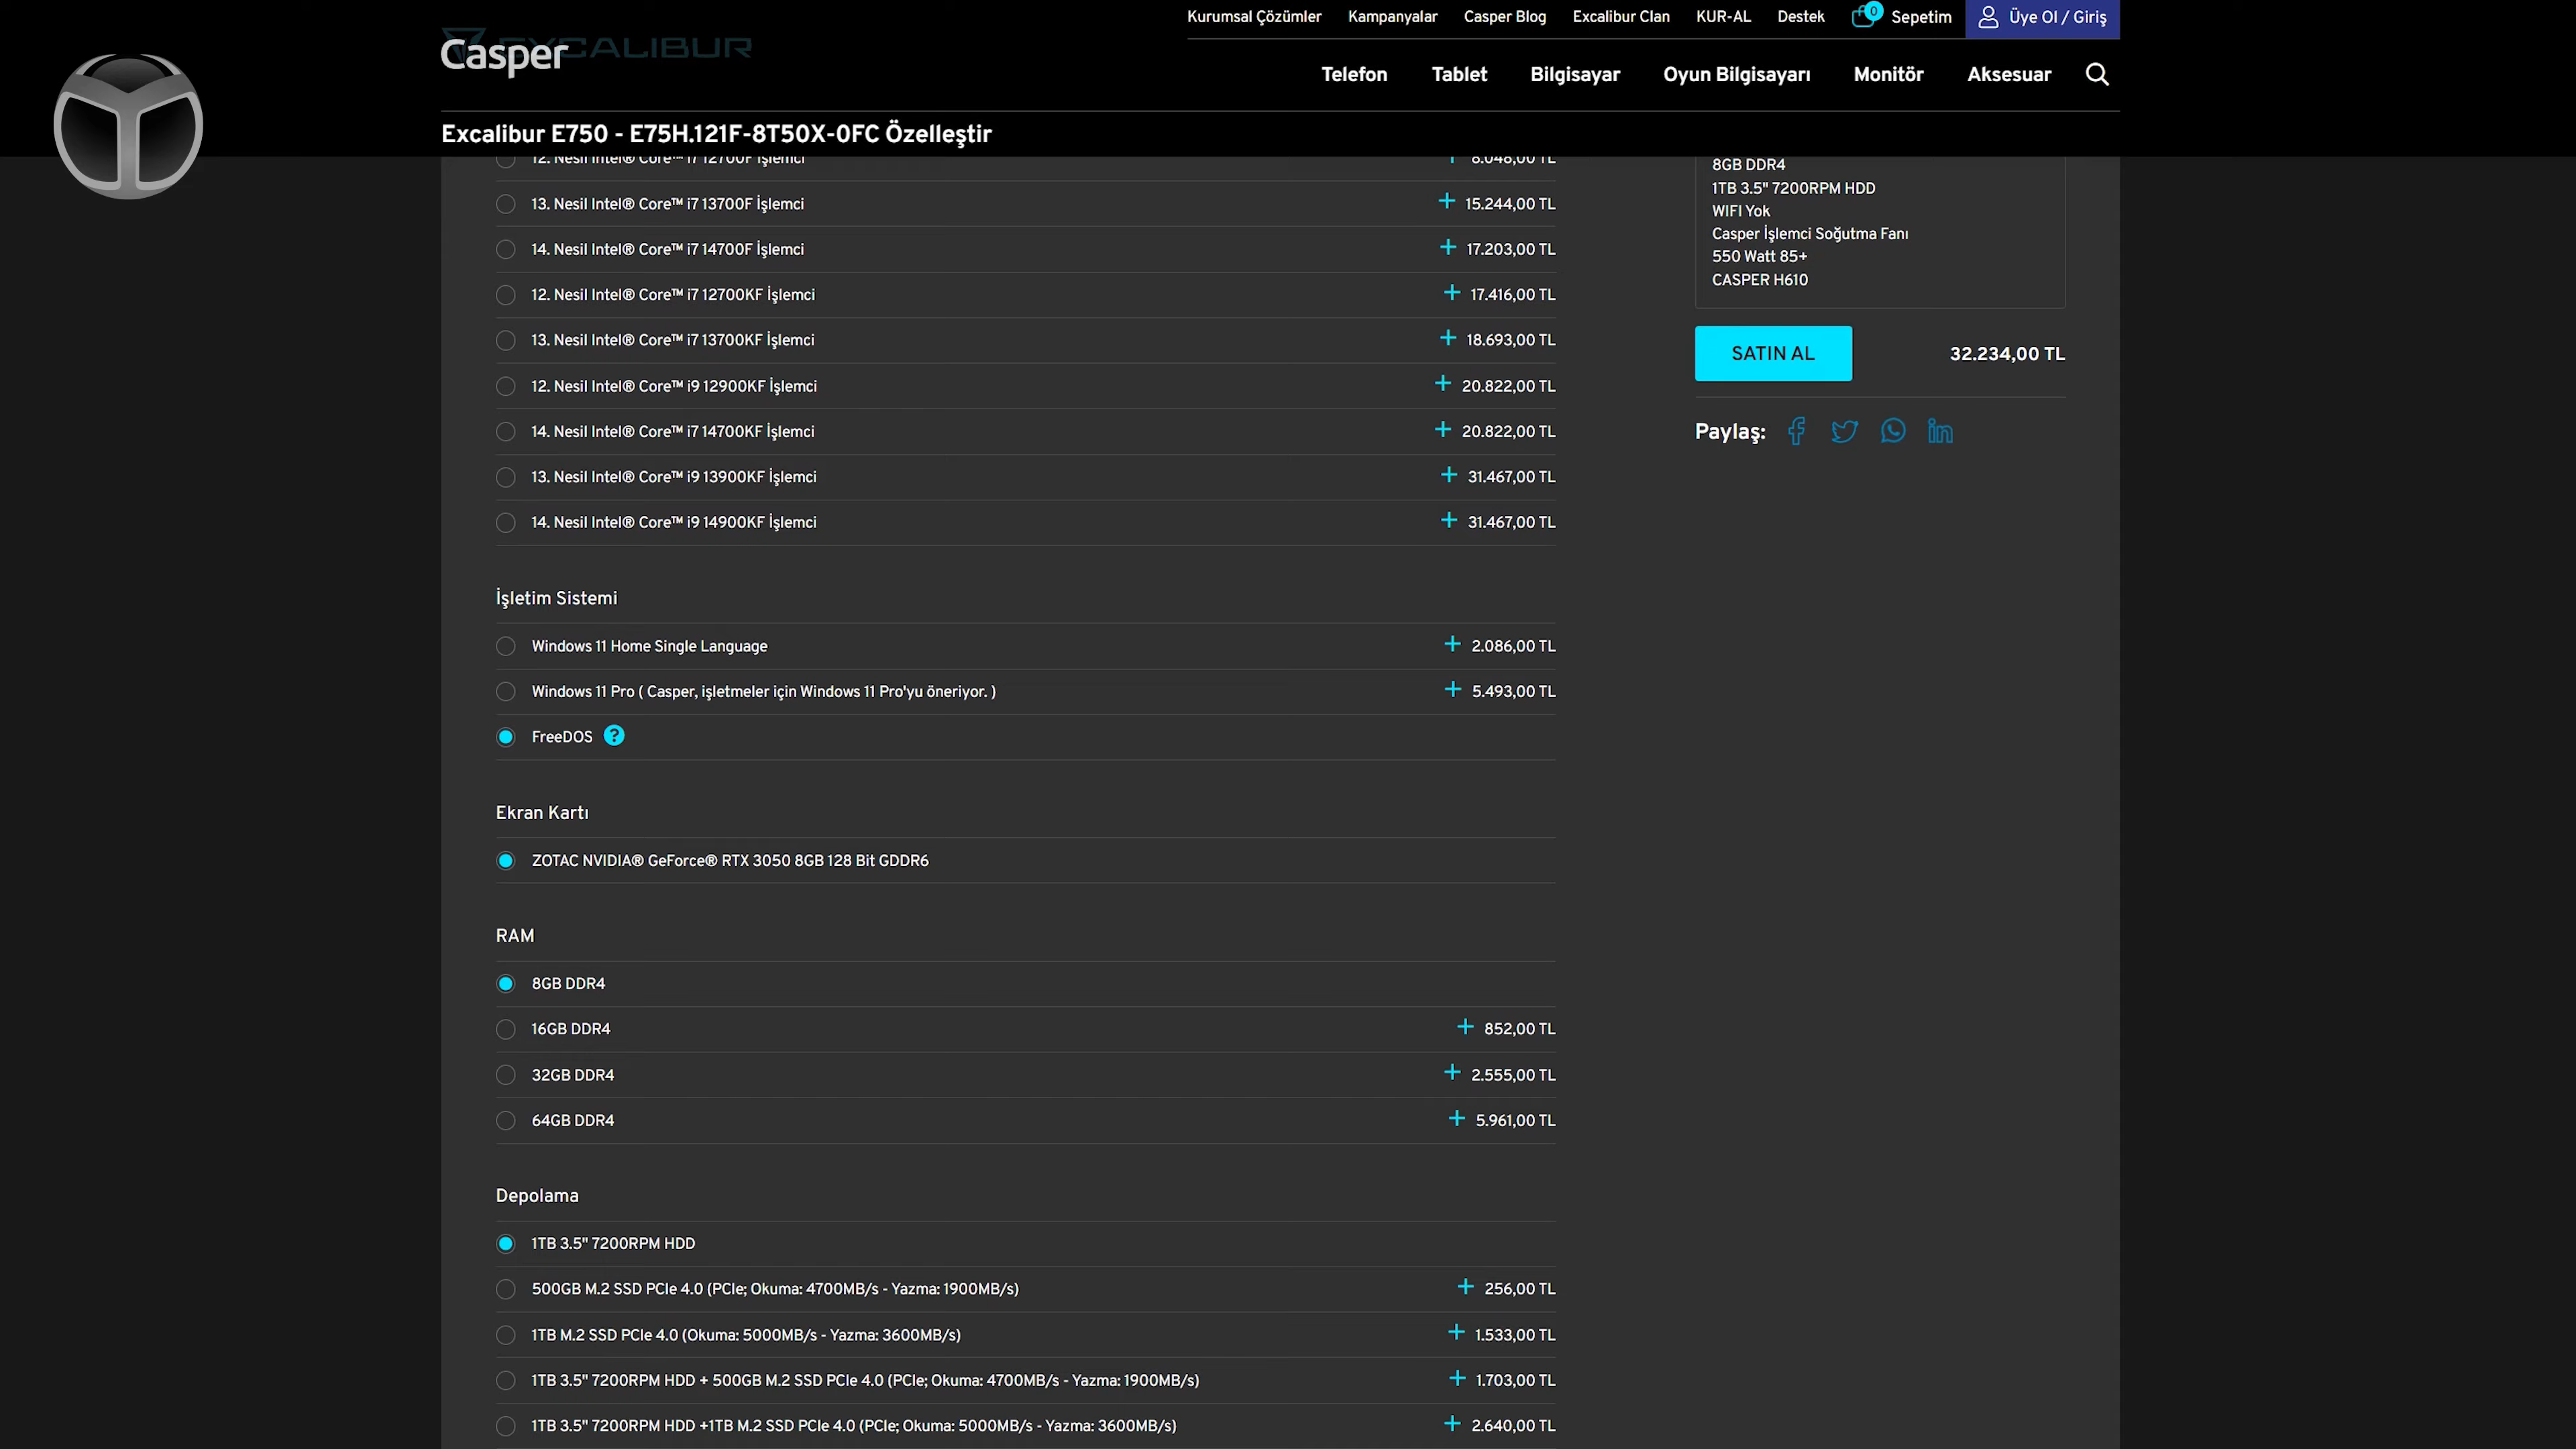 Kurumsal Çözümler Kampanyalar Casper Blog Excalibur Clan KUR-AL Destek 0 Sepetim Üye Ol / Giriş
EXCALIBUR
Casper
Telefon Tablet Bilgisayar Oyun Bilgisayarı Monitör Aksesuar
Excalibur E750 - E75H.121F-8T50X-0FC Özelleştir
12. Nesil Intel® Core™ i7 12700F İşlemci + 8.048,00 TL
13. Nesil Intel® Core™ i7 13700F İşlemci + 15.244,00 TL
14. Nesil Intel® Core™ i7 14700F İşlemci + 17.203,00 TL
12. Nesil Intel® Core™ i7 12700KF İşlemci + 17.416,00 TL
13. Nesil Intel® Core™ i7 13700KF İşlemci + 18.693,00 TL
12. Nesil Intel® Core™ i9 12900KF İşlemci + 20.822,00 TL
14. Nesil Intel® Core™ i7 14700KF İşlemci + 20.822,00 TL
13. Nesil Intel® Core™ i9 13900KF İşlemci + 31.467,00 TL
14. Nesil Intel® Core™ i9 14900KF İşlemci + 31.467,00 TL
İşletim Sistemi
Windows 11 Home Single Language + 2.086,00 TL
Windows 11 Pro ( Casper, işletmeler için Windows 11 Pro'yu öneriyor. ) + 5.493,00 TL
FreeDOS ?
Ekran Kartı
ZOTAC NVIDIA® GeForce® RTX 3050 8GB 128 Bit GDDR6
RAM
8GB DDR4
16GB DDR4 + 852,00 TL
32GB DDR4 + 2.555,00 TL
64GB DDR4 + 5.961,00 TL
Depolama
1TB 3.5" 7200RPM HDD
500GB M.2 SSD PCIe 4.0 (PCIe; Okuma: 4700MB/s - Yazma: 1900MB/s) + 256,00 TL
1TB M.2 SSD PCIe 4.0 (Okuma: 5000MB/s - Yazma: 3600MB/s) + 1.533,00 TL
1TB 3.5" 7200RPM HDD + 500GB M.2 SSD PCIe 4.0 (PCIe; Okuma: 4700MB/s - Yazma: 1900MB/s) + 1.703,00 TL
1TB 3.5" 7200RPM HDD +1TB M.2 SSD PCIe 4.0 (PCIe; Okuma: 5000MB/s - Yazma: 3600MB/s) + 2.640,00 TL
8GB DDR4
1TB 3.5" 7200RPM HDD
WIFI Yok
Casper İşlemci Soğutma Fanı
550 Watt 85+
CASPER H610
SATIN AL 32.234,00 TL
Paylaş: